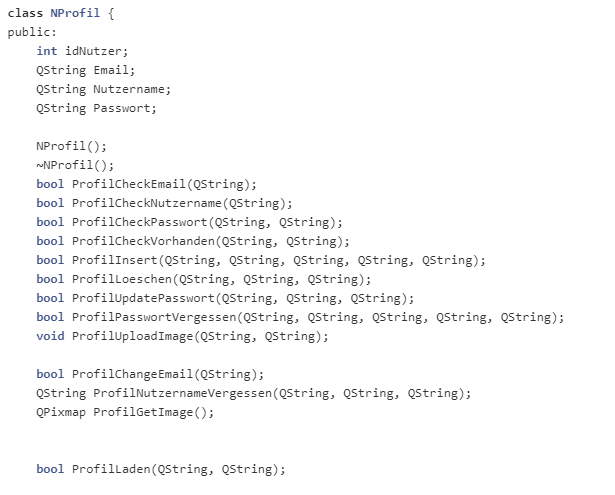 class NProfil {
public:
    int idNutzer;
    QString Email;
    QString Nutzername;
    QString Passwort;

    NProfil();
    ~NProfil();
    bool ProfilCheckEmail(QString);
    bool ProfilCheckNutzername(QString);
    bool ProfilCheckPasswort(QString, QString);
    bool ProfilCheckVorhanden(QString, QString);
    bool ProfilInsert(QString, QString, QString, QString, QString);
    bool ProfilLoeschen(QString, QString, QString);
    bool ProfilUpdatePasswort(QString, QString, QString);
    bool ProfilPasswortVergessen(QString, QString, QString, QString, QString);
    void ProfilUploadImage(QString, QString);

    bool ProfilChangeEmail(QString);
    QString ProfilNutzernameVergessen(QString, QString, QString);
    QPixmap ProfilGetImage();


    bool ProfilLaden(QString, QString);